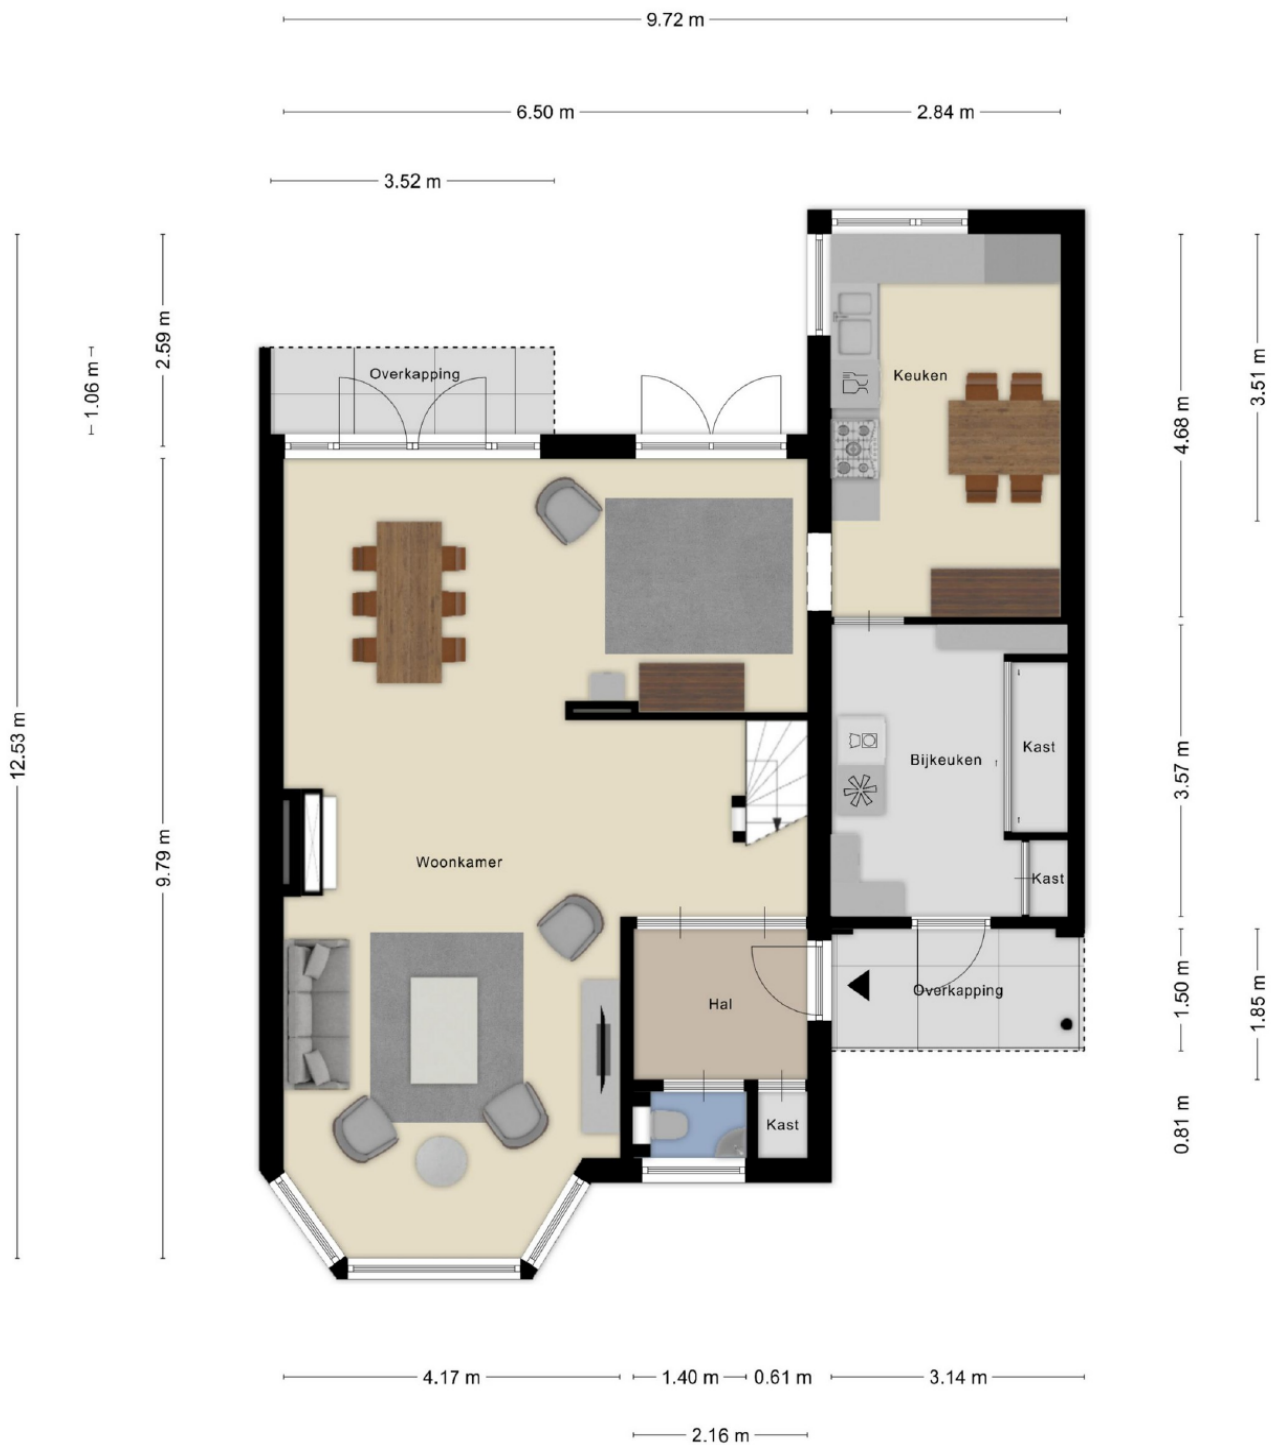 9.72 m
6.50 m
2.84 m
3.52 m
12.53 m
1.06 m
2.59 m
9.79 m
Overkapping
Keuken
4.68 m
3.51 m
Woonkamer
Bijkeuken
Kast
Kast
3.57 m
Hal
Overkapping
1.50 m
1.85 m
Kast
0.81 m
4.17 m
1.40 m
0.61 m
3.14 m
2.16 m